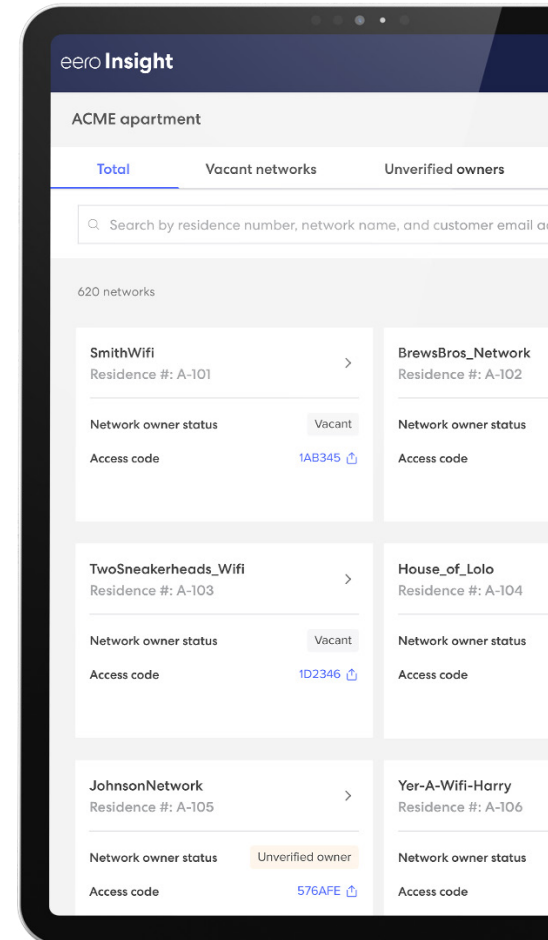 eero Insight
ACME apartment
Total Vacant networks Unverified owners
Search by residence number, network name, and customer email
620 networks
SmithWifi
Residence #: A-101
Network owner status Vacant
Access code 1AB345
BrewsBros_Network
Residence #: A-102
Network owner status
Access code
TwoSneakerheads_Wifi
Residence #: A-103
Network owner status Vacant
Access code 1D2346
House_of_Lolo
Residence #: A-104
Network owner status
Access code
JohnsonNetwork
Residence #: A-105
Network owner status Unverified owner
Access code 576AFE
Yer-A-Wifi-Harry
Residence #: A-106
Network owner status
Access code